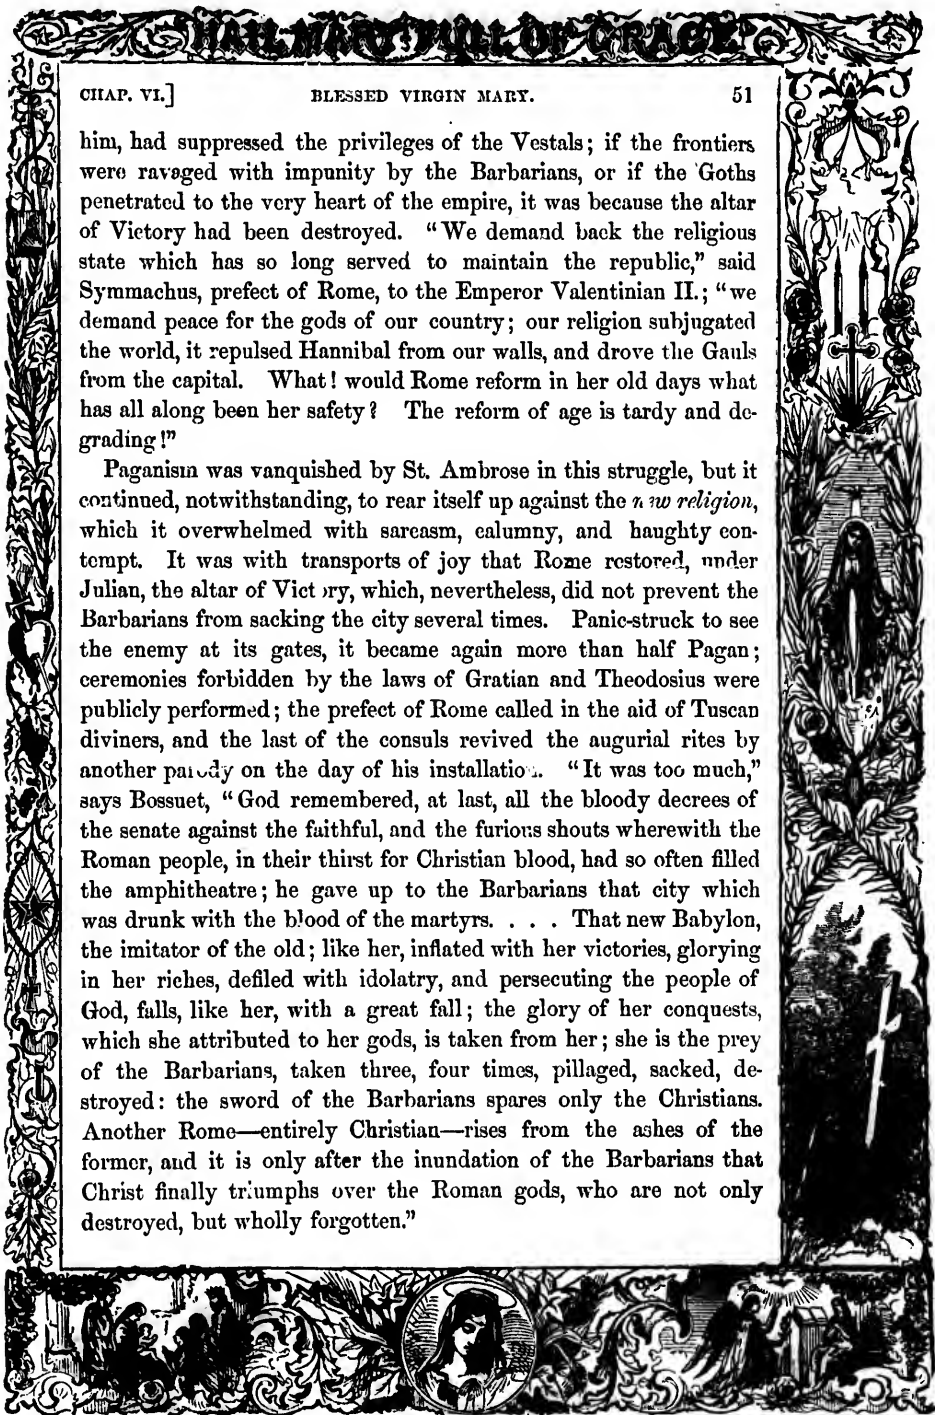 HAIL MARY FULL OF GRACE
CHAP. VI.]
BLESSED VIRGIN MARY.
51
him, had suppressed the privileges of the Vestals; if the frontiers
were ravaged with impunity by the Barbarians, or if the Goths
penetrated to the very heart of the empire, it was because the altar
of Victory had been destroyed. "We demand back the religious
state which has so long served to maintain the republic," said
Symmachus, prefect of Rome, to the Emperor Valentinian II.; "we
demand peace for the gods of our country; our religion subjugated
the world, it repulsed Hannibal from our walls, and drove the Gauls
from the capital. What! would Rome reform in her old days what
has all along been her safety? The reform of age is tardy and de-
grading!"
Paganism was vanquished by St. Ambrose in this struggle, but it
continued, notwithstanding, to rear itself up against the new religion,
which it overwhelmed with sarcasm, calumny, and haughty con-
tempt. It was with transports of joy that Rome restored, under
Julian, the altar of Victory, which, nevertheless, did not prevent the
Barbarians from sacking the city several times. Panic-struck to see
the enemy at its gates, it became again more than half Pagan;
ceremonies forbidden by the laws of Gratian and Theodosius were
publicly performed; the prefect of Rome called in the aid of Tuscan
diviners, and the last of the consuls revived the augurial rites by
another parody on the day of his installation. "It was too much,"
says Bossuet, "God remembered, at last, all the bloody decrees of
the senate against the faithful, and the furious shouts wherewith the
Roman people, in their thirst for Christian blood, had so often filled
the amphitheatre; he gave up to the Barbarians that city which
was drunk with the blood of the martyrs. . . . That new Babylon,
the imitator of the old; like her, inflated with her victories, glorying
in her riches, defiled with idolatry, and persecuting the people of
God, falls, like her, with a great fall; the glory of her conquests,
which she attributed to her gods, is taken from her; she is the prey
of the Barbarians, taken three, four times, pillaged, sacked, de-
stroyed: the sword of the Barbarians spares only the Christians.
Another Rome—entirely Christian—rises from the ashes of the
former, and it is only after the inundation of the Barbarians that
Christ finally triumphs over the Roman gods, who are not only
destroyed, but wholly forgotten."